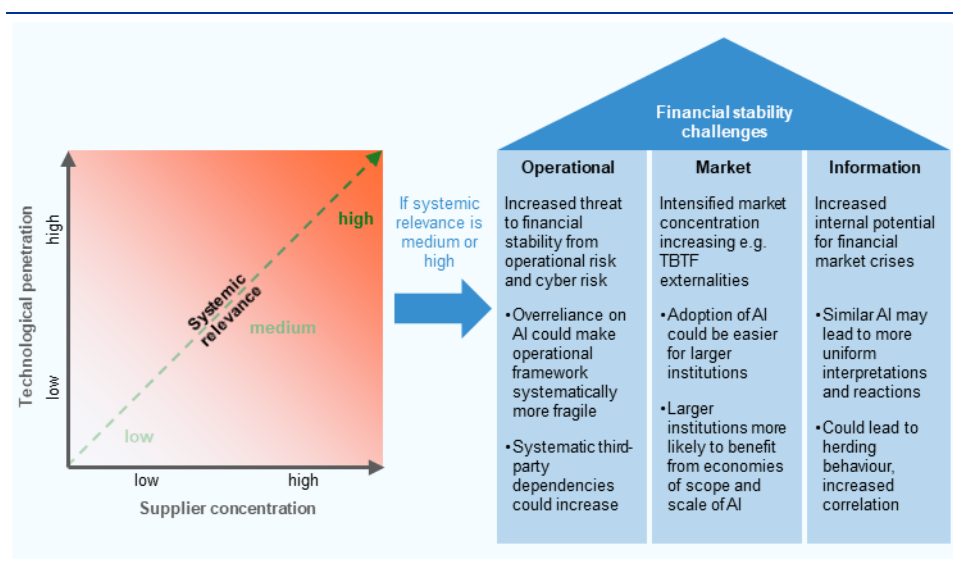 Technological penetration
high
low
Systemic
relevance
high
medium
low
low
high
Supplier concentration
If systemic
relevance is
medium or
high
Financial stability
challenges
Operational
Increased threat
to financial
stability from
operational risk
and cyber risk
•Overreliance on
AI could make
operational
framework
systematically
more fragile
•Systematic third-
party
dependencies
could increase
Market
Intensified market
concentration
increasing e.g.
TBTF
externalities
•Adoption of AI
could be easier
for larger
institutions
•Larger
institutions more
likely to benefit
from economies
of scope and
scale of AI
Information
Increased
internal potential
for financial
market crises
•Similar AI may
lead to more
uniform
interpretations
and reactions
•Could lead to
herding
behaviour,
increased
correlation